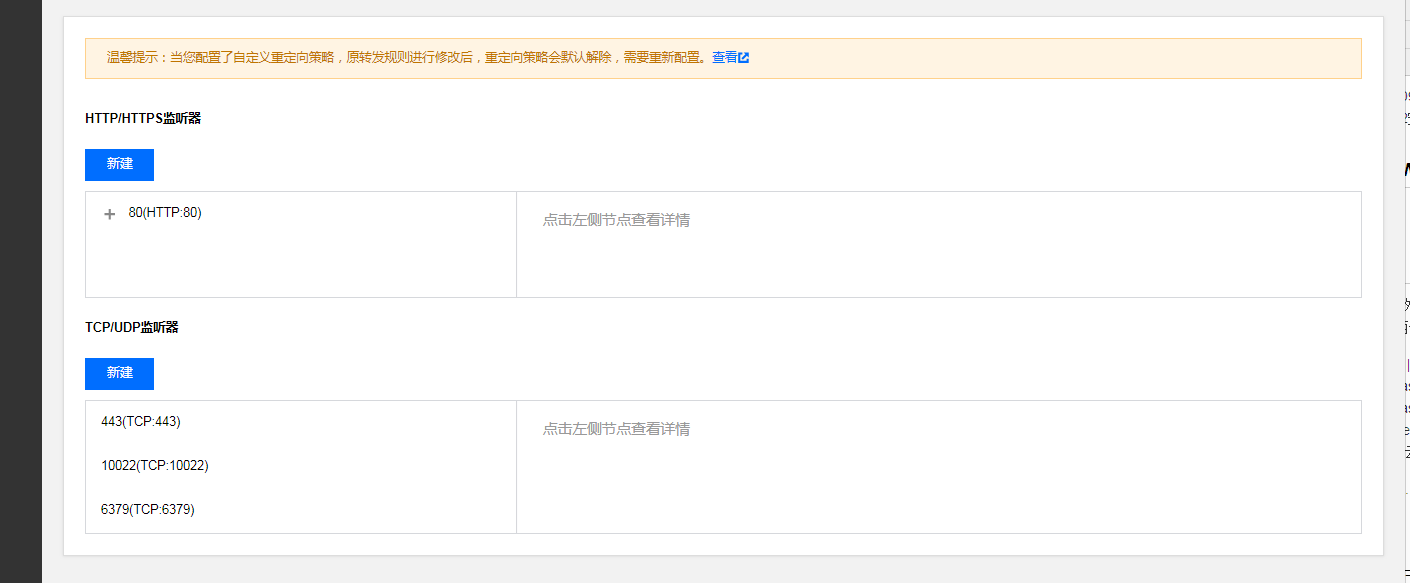 温馨提示：当您配置了自定义重定向策略，原转发规则进行修改后，重定向策略会默认解除，需要重新配置。查看
HTTP/HTTPS监听器
新建
80(HTTP:80)
点击左侧节点查看详情
TCP/UDP监听器
新建
443(TCP:443)
点击左侧节点查看详情
10022(TCP:10022)
6379(TCP:6379)